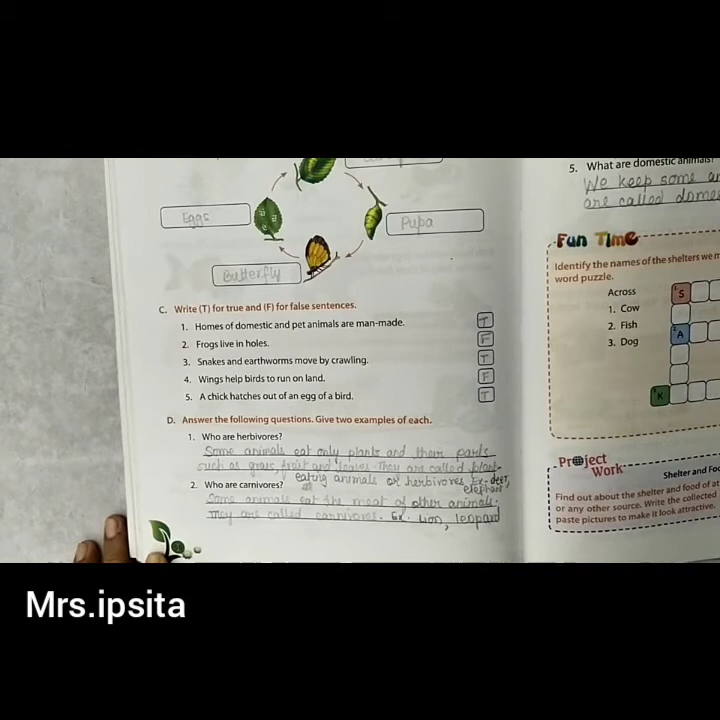 5. What are domestic animals?
We keep some
are called
Eggs
Pupa
Butterfly
Fun Time
Identify the names of the shelters we
word puzzle.
Across
1. Cow
2. Fish
3. Dog
1 S
2 A
K
C. Write (T) for true and (F) for false sentences.
1. Homes of domestic and pet animals are man-made. T
2. Frogs live in holes. F
3. Snakes and earthworms move by crawling. T
4. Wings help birds to run on land. F
5. A chick hatches out of an egg of a bird. T
D. Answer the following questions. Give two examples of each.
1. Who are herbivores?
Some animals eat only plants and their parts
such as grass, fruit and leaves. They are called plant-
eating animals or herbivores Ex- deer,
elephant
2. Who are carnivores?
Some animals eat the meat of other animals.
They are called carnivores. Ex- Lion, leopard
Project
Work
Shelter and
Find out about the shelter and food of at
or any other source. Write the collected
paste pictures to make it look attractive.
Mrs.ipsita